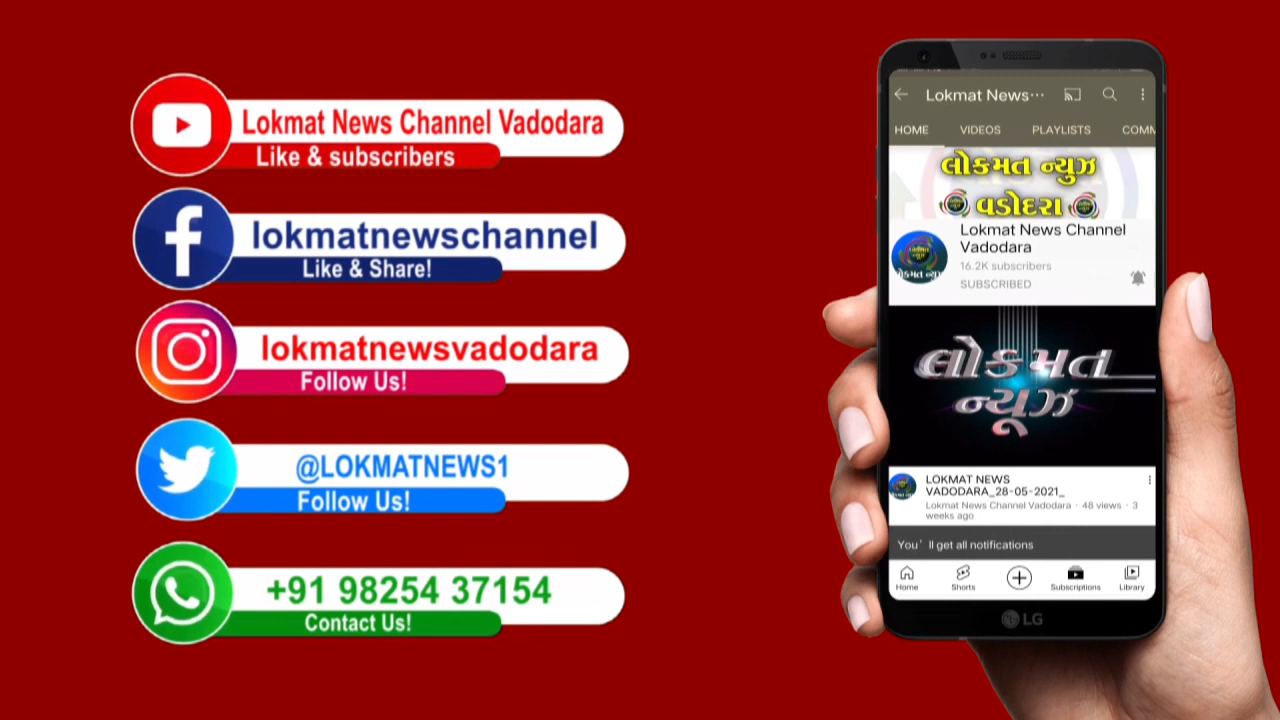 Lokmat News Channel Vadodara
Like & subscribers
lokmatnewschannel
Like & Share!
lokmatnewsvadodara
Follow Us!
@LOKMATNEWS1
Follow Us!
+91 98254 37154
Contact Us!
Lokmat News···
HOME VIDEOS PLAYLISTS COMM
લોકમત ન્યુઝ
વડોદરા
Lokmat News Channel
Vadodara
16.2K subscribers
SUBSCRIBED
લોકમત
ન્યૂઝ
LOKMAT NEWS
VADODARA_28-05-2021_
Lokmat News Channel Vadodara · 48 views · 3
weeks ago
You' ll get all notifications
Home Shorts Subscriptions Library
LG